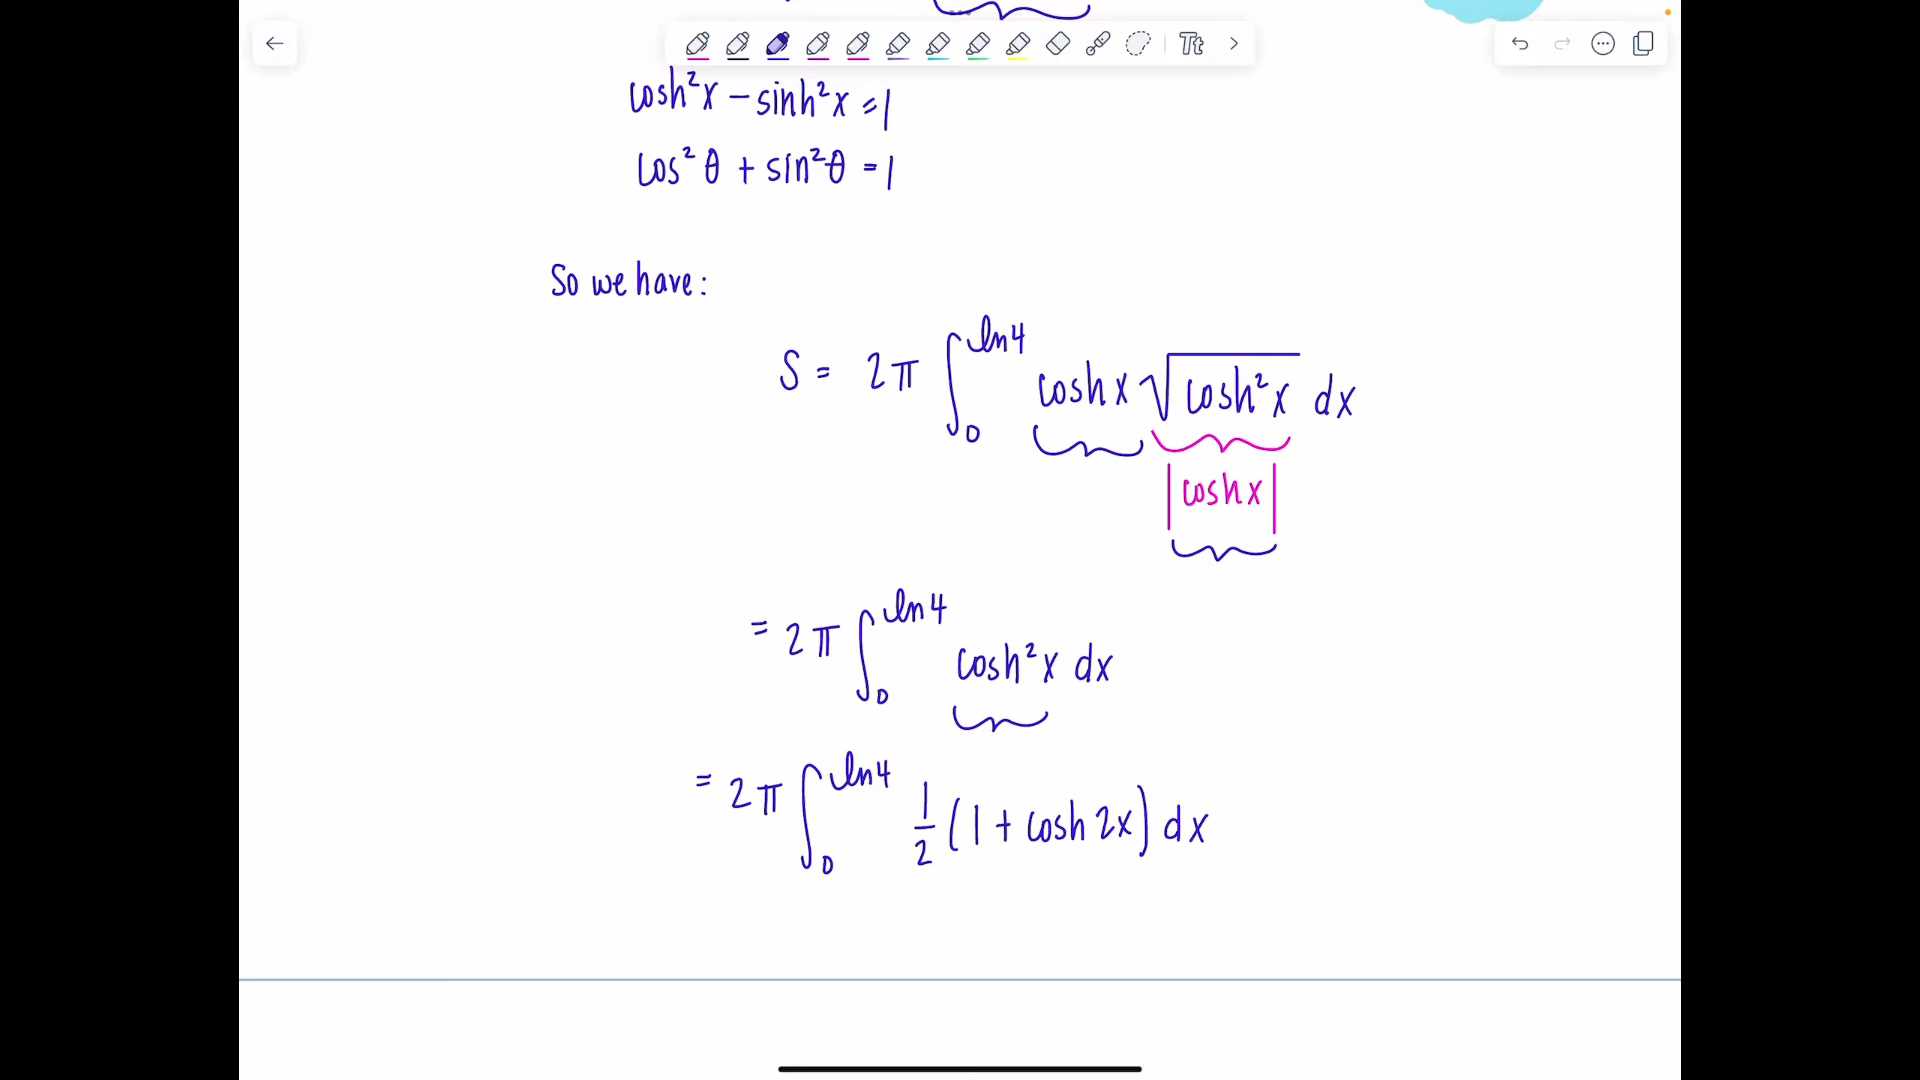 Tt
cosh²x − sinh²x = 1
cos²θ + sin²θ = 1
So we have:
S = 2π ∫₀^ln4 cosh x √cosh²x dx
|cosh x|
= 2π ∫₀^ln4 cosh²x dx
= 2π ∫₀^ln4 1/2 (1 + cosh 2x) dx